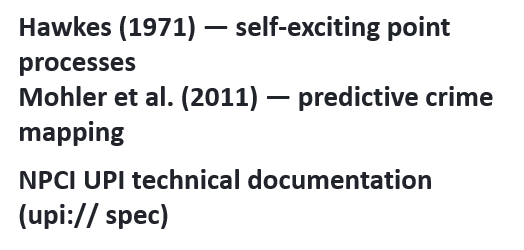 Hawkes (1971) — self-exciting point
processes
Mohler et al. (2011) — predictive crime
mapping
NPCI UPI technical documentation
(upi:// spec)